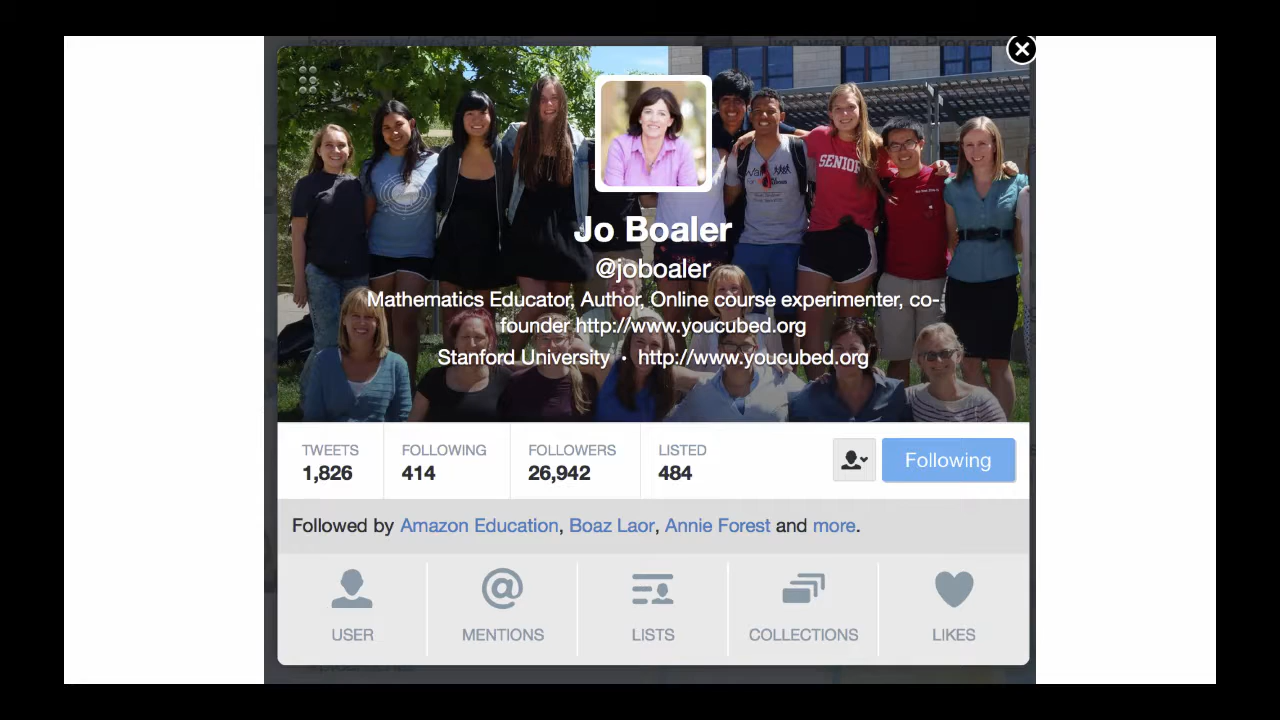 SENIOR
Jo Boaler
@joboaler
Mathematics Educator, Author, Online course experimenter, co-
founder http://www.youcubed.org
Stanford University · http://www.youcubed.org
TWEETS FOLLOWING FOLLOWERS LISTED
1,826 414 26,942 484
Following
Followed by Amazon Education, Boaz Laor, Annie Forest and more.
USER MENTIONS LISTS COLLECTIONS LIKES